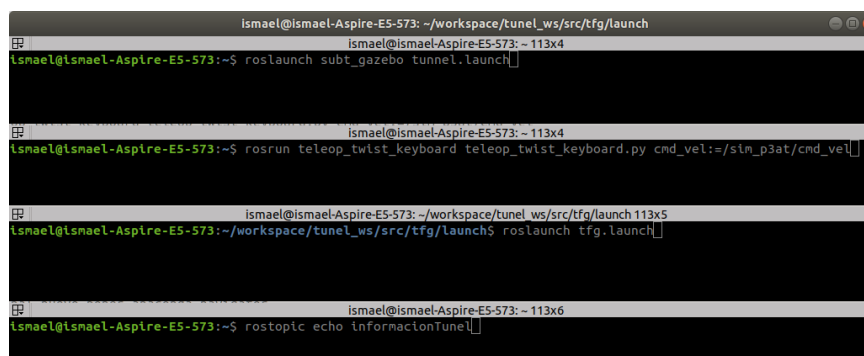 ismael@ismael-Aspire-E5-573: ~/workspace/tunel_ws/src/tfg/launch
ismael@ismael-Aspire-E5-573: ~ 113x4
ismael@ismael-Aspire-E5-573:~$ roslaunch subt_gazebo tunnel.launch
ismael@ismael-Aspire-E5-573: ~ 113x4
ismael@ismael-Aspire-E5-573:~$ rosrun teleop_twist_keyboard teleop_twist_keyboard.py cmd_vel:=/sim_p3at/cmd_vel
ismael@ismael-Aspire-E5-573: ~/workspace/tunel_ws/src/tfg/launch 113x5
ismael@ismael-Aspire-E5-573:~/workspace/tunel_ws/src/tfg/launch$ roslaunch tfg.launch
ismael@ismael-Aspire-E5-573: ~ 113x6
ismael@ismael-Aspire-E5-573:~$ rostopic echo informacionTunel